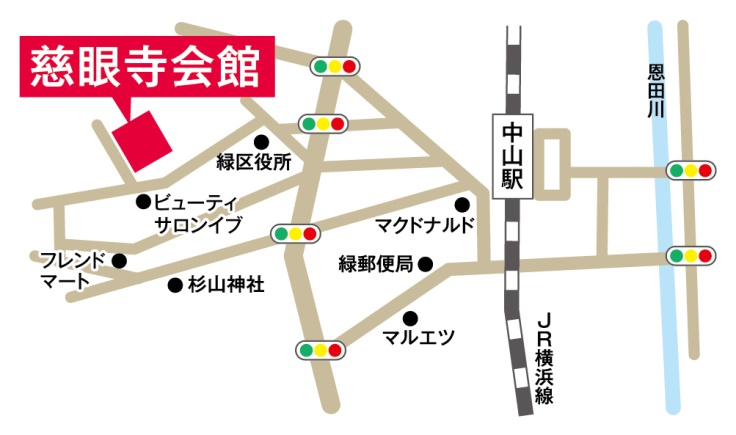 慈眼寺会館
恩田川
中山駅
緑区役所
ビューティ
サロンイブ
マクドナルド
フレンド
マート
杉山神社
緑郵便局
マルエツ
JR横浜線